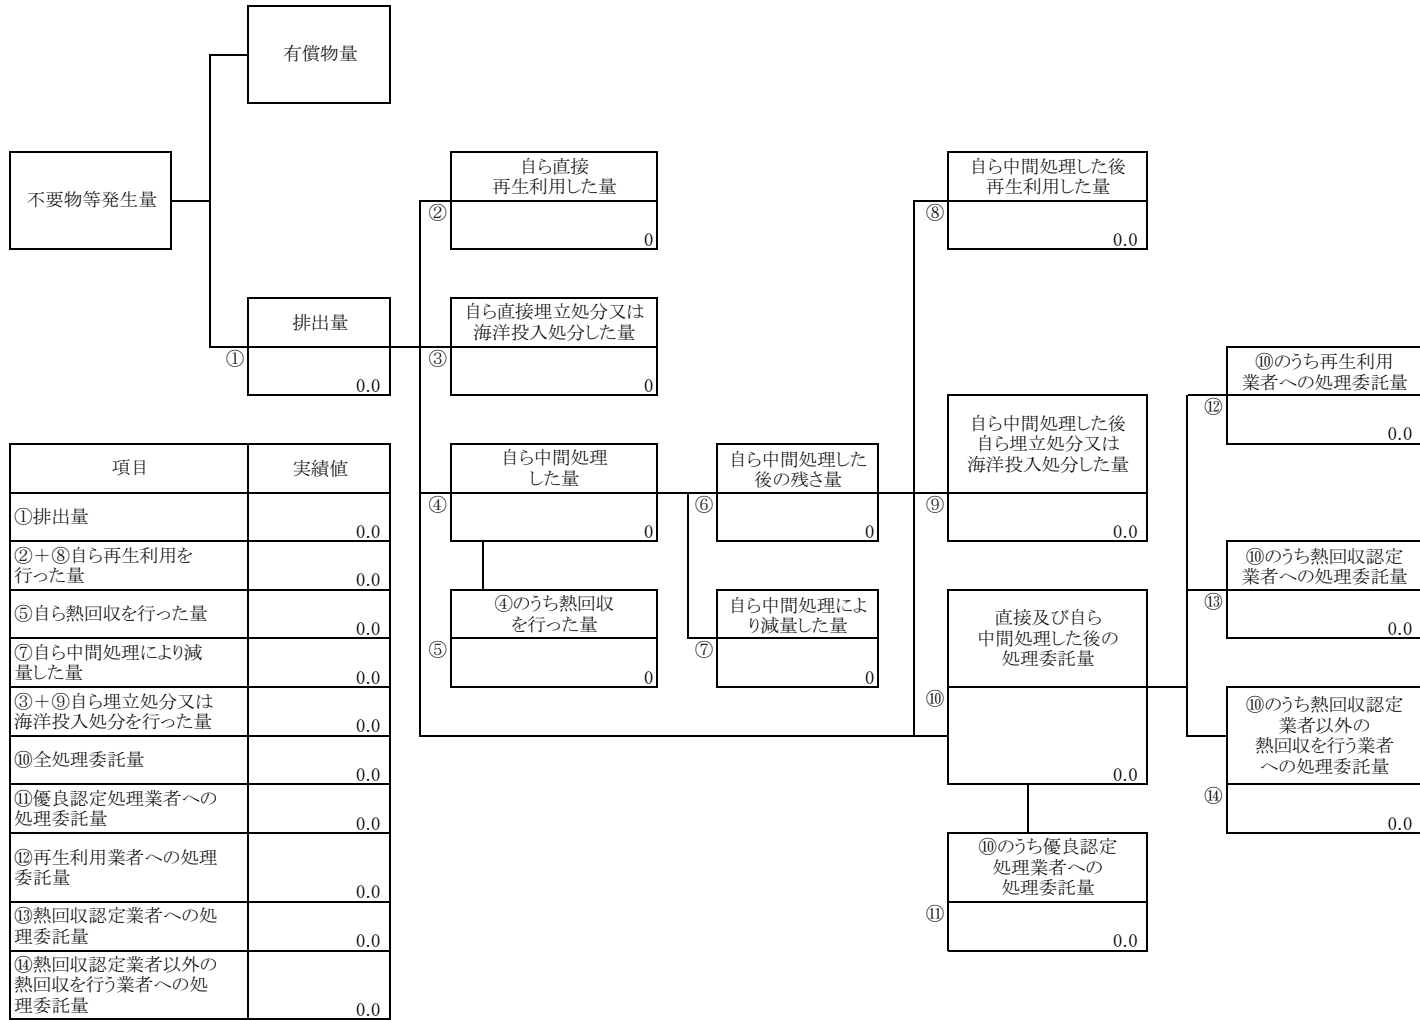 有償物量
不要物等発生量
排出量
①
0.0
自ら直接
再生利用した量
②
0
自ら直接埋立処分又は
海洋投入処分した量
③
0
自ら中間処理
した量
④
0
④のうち熱回収
を行った量
⑤
0
自ら中間処理した
後の残さ量
⑥
0
自ら中間処理によ
り減量した量
⑦
0
自ら中間処理した後
再生利用した量
⑧
0.0
自ら中間処理した後
自ら埋立処分又は
海洋投入処分した量
⑨
0.0
直接及び自ら
中間処理した後の
処理委託量
⑩
0.0
⑩のうち優良認定
処理業者への
処理委託量
⑪
0.0
⑩のうち再生利用
業者への処理委託量
⑫
0.0
⑩のうち熱回収認定
業者への処理委託量
⑬
0.0
⑩のうち熱回収認定
業者以外の
熱回収を行う業者
への処理委託量
⑭
0.0
項目 実績値
①排出量
0.0
②＋⑧自ら再生利用を
行った量
0.0
⑤自ら熱回収を行った量
0.0
⑦自ら中間処理により減
量した量
0.0
③＋⑨自ら埋立処分又は
海洋投入処分を行った量
0.0
⑩全処理委託量
0.0
⑪優良認定処理業者への
処理委託量
0.0
⑫再生利用業者への処理
委託量
0.0
⑬熱回収認定業者への処
理委託量
0.0
⑭熱回収認定業者以外の
熱回収を行う業者への処
理委託量
0.0